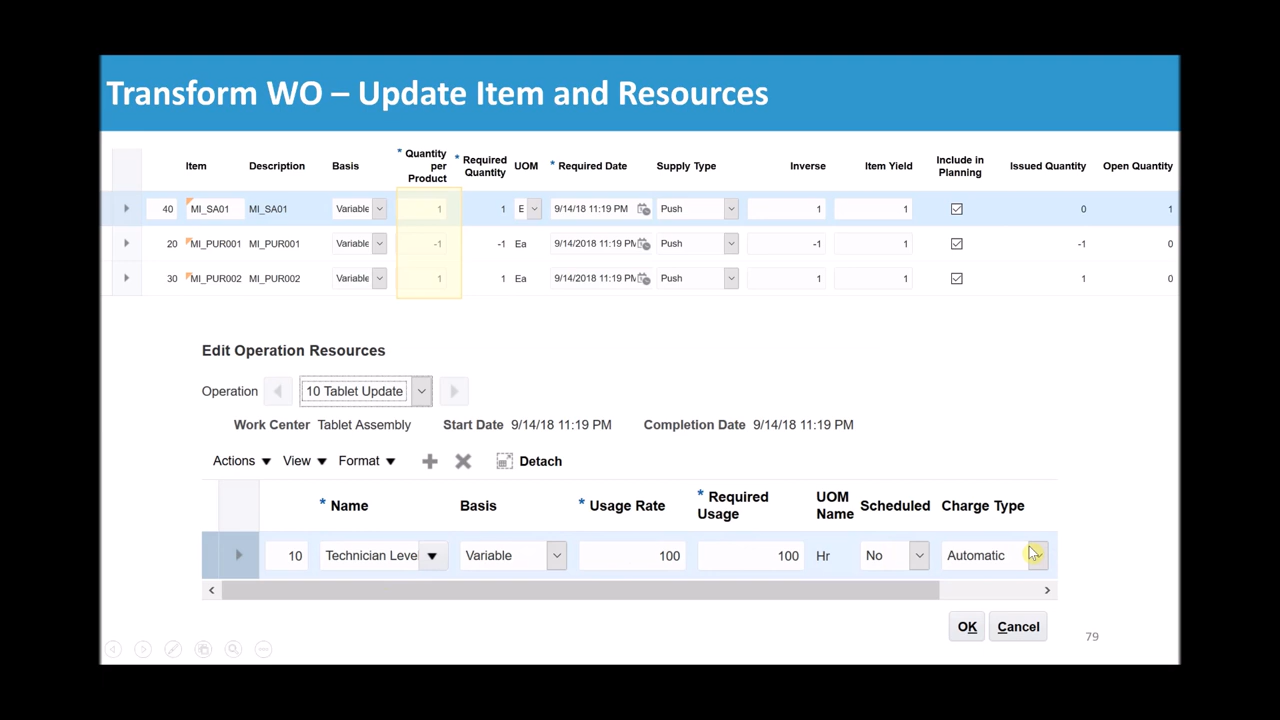 Transform WO – Update Item and Resources
Item Description Basis * Quantity per Product * Required Quantity UOM * Required Date Supply Type Inverse Item Yield Include in Planning Issued Quantity Open Quantity
40 MI_SA01 MI_SA01 Variable 1 1 E 9/14/18 11:19 PM Push 1 1 0 1
20 MI_PUR001 MI_PUR001 Variable -1 -1 Ea 9/14/2018 11:19 PM Push -1 1 -1 0
30 MI_PUR002 MI_PUR002 Variable 1 1 Ea 9/14/2018 11:19 PM Push 1 1 1 0
Edit Operation Resources
Operation 10 Tablet Update
Work Center Tablet Assembly Start Date 9/14/18 11:19 PM Completion Date 9/14/18 11:19 PM
Actions View Format Detach
* Name Basis * Usage Rate * Required Usage UOM Name Scheduled Charge Type
10 Technician Leve Variable 100 100 Hr No Automatic
OK Cancel
79